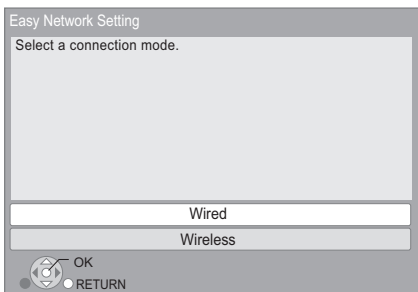 Easy Network Setting
Select a connection mode.
Wired
Wireless
OK
RETURN